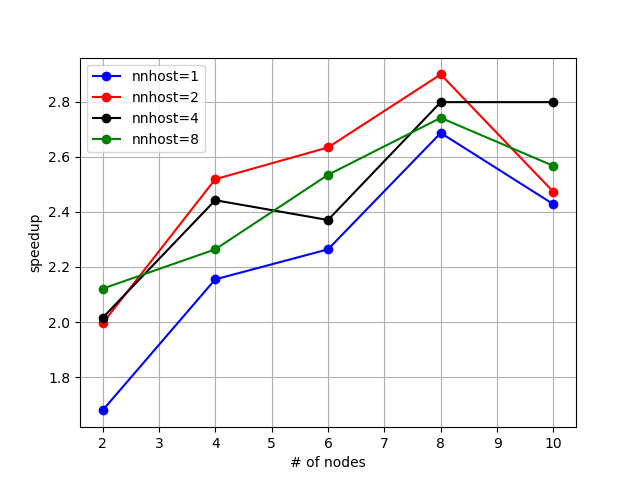 nnhost=1
nnhost=2
nnhost=4
nnhost=8
speedup
2.8
2.6
2.4
2.2
2.0
1.8
2 3 4 5 6 7 8 9 10
# of nodes